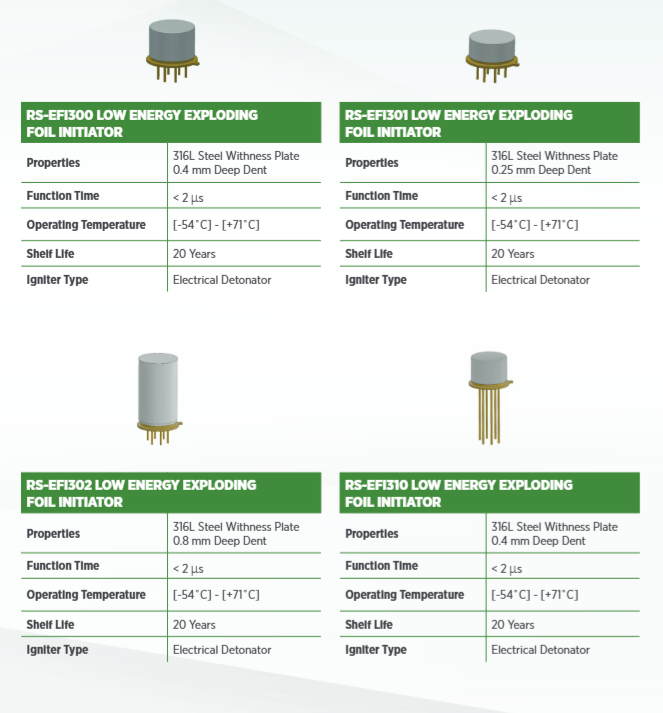 RS-EFI300 LOW ENERGY EXPLODING
FOIL INITIATOR
Properties
316L Steel Withness Plate
0.4 mm Deep Dent
Function Time
< 2 µs
Operating Temperature
[-54°C] - [+71°C]
Shelf Life
20 Years
Igniter Type
Electrical Detonator
RS-EFI301 LOW ENERGY EXPLODING
FOIL INITIATOR
Properties
316L Steel Withness Plate
0.25 mm Deep Dent
Function Time
< 2 µs
Operating Temperature
[-54°C] - [+71°C]
Shelf Life
20 Years
Igniter Type
Electrical Detonator
RS-EFI302 LOW ENERGY EXPLODING
FOIL INITIATOR
Properties
316L Steel Withness Plate
0.8 mm Deep Dent
Function Time
< 2 µs
Operating Temperature
[-54°C] - [+71°C]
Shelf Life
20 Years
Igniter Type
Electrical Detonator
RS-EFI310 LOW ENERGY EXPLODING
FOIL INITIATOR
Properties
316L Steel Withness Plate
0.4 mm Deep Dent
Function Time
< 2 µs
Operating Temperature
[-54°C] - [+71°C]
Shelf Life
20 Years
Igniter Type
Electrical Detonator